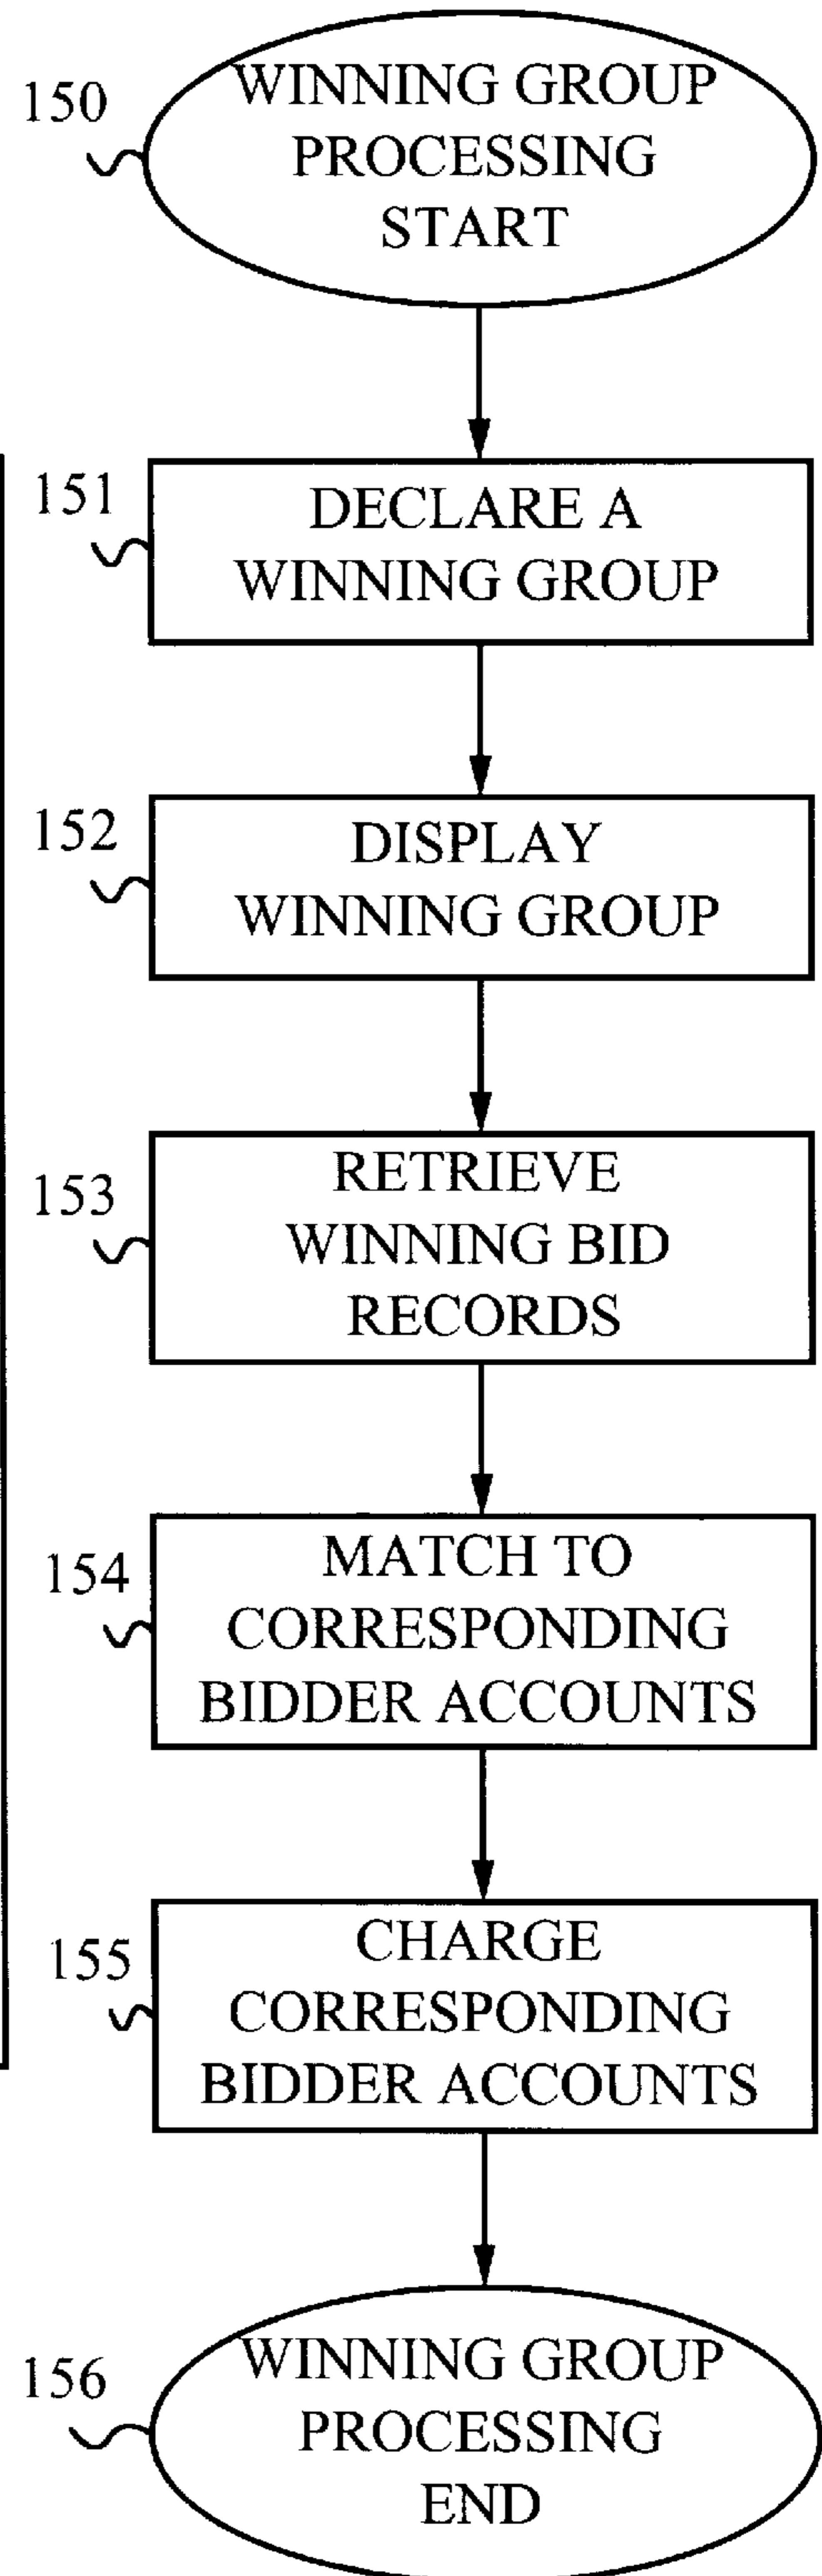 150
WINNING GROUP
PROCESSING
START
151
DECLARE A
WINNING GROUP
152
DISPLAY
WINNING GROUP
153
RETRIEVE
WINNING BID
RECORDS
154
MATCH TO
CORRESPONDING
BIDDER ACCOUNTS
155
CHARGE
CORRESPONDING
BIDDER ACCOUNTS
156
WINNING GROUP
PROCESSING
END